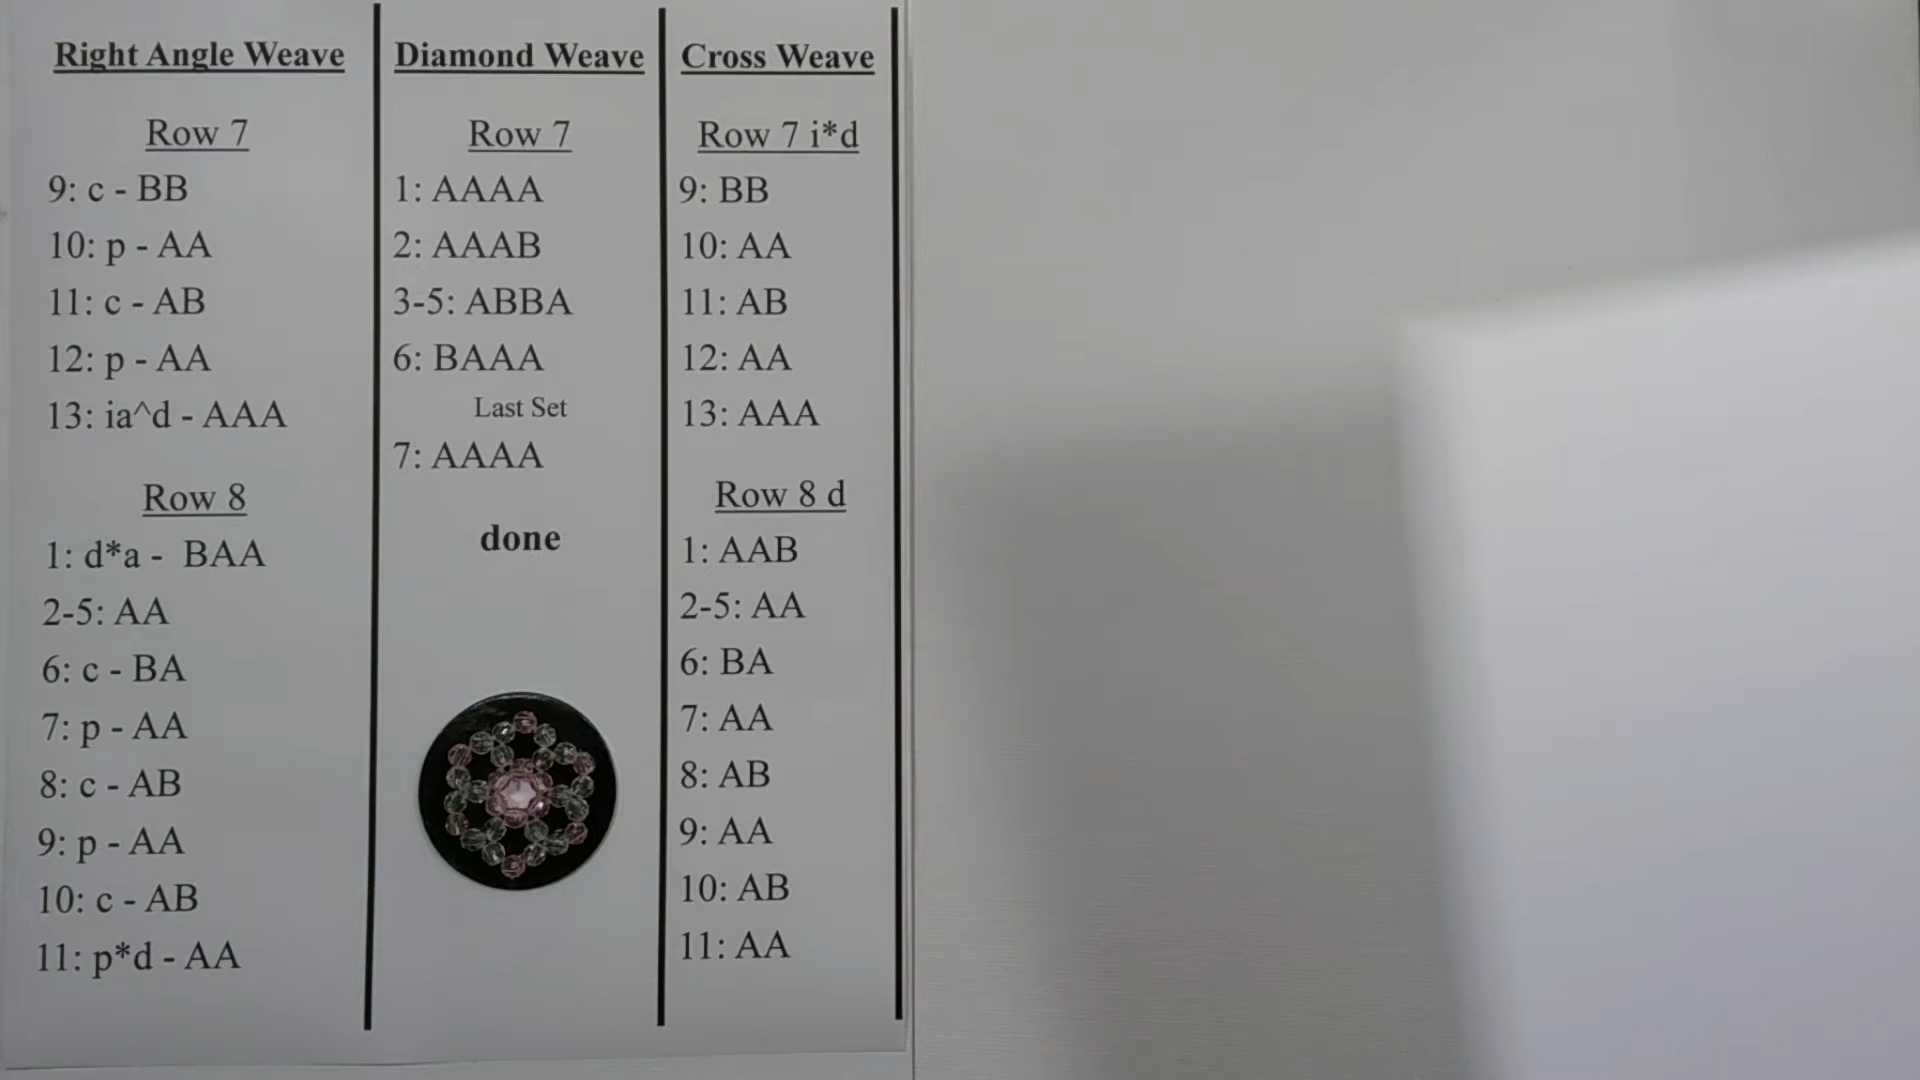 Right Angle Weave
Row 7
9: c - BB
10: p - AA
11: c - AB
12: p - AA
13: ia^d - AAA
Row 8
1: d*a - BAA
2-5: AA
6: c - BA
7: p - AA
8: c - AB
9: p - AA
10: c - AB
11: p*d - AA
Diamond Weave
Row 7
1: AAAA
2: AAAB
3-5: ABBA
6: BAAA
Last Set
7: AAAA
done
Cross Weave
Row 7 i*d
9: BB
10: AA
11: AB
12: AA
13: AAA
Row 8 d
1: AAB
2-5: AA
6: BA
7: AA
8: AB
9: AA
10: AB
11: AA